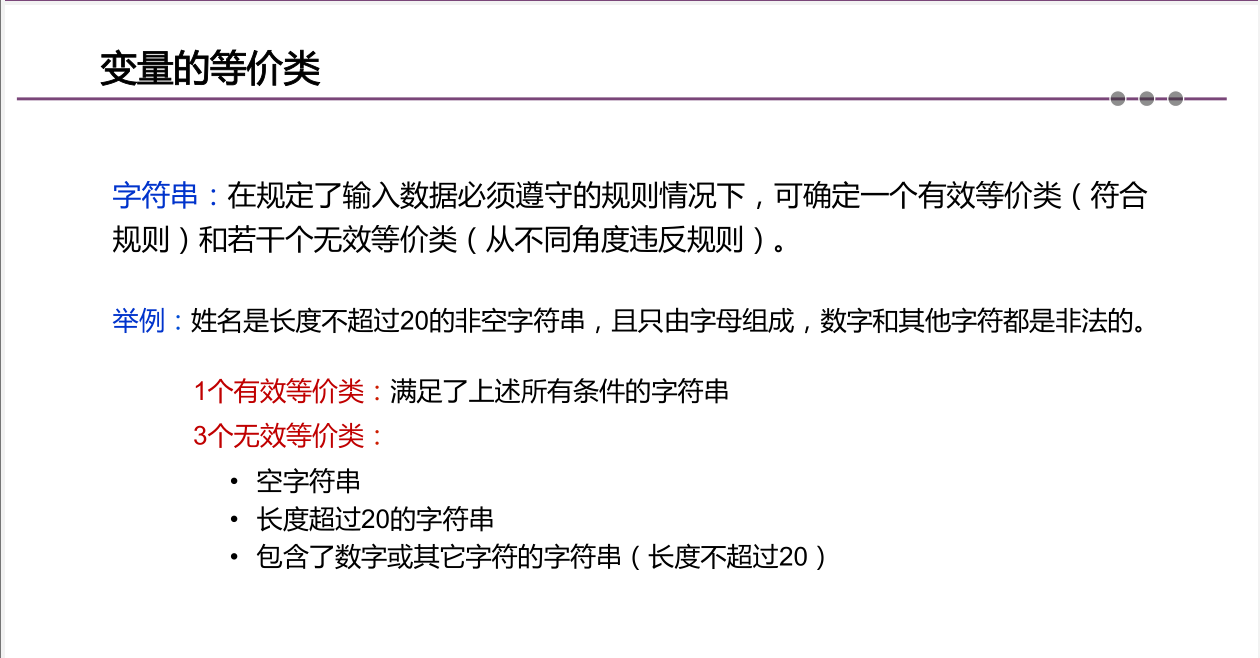 变量的等价类
字符串：在规定了输入数据必须遵守的规则情况下，可确定一个有效等价类（符合
规则）和若干个无效等价类（从不同角度违反规则）。
举例：姓名是长度不超过20的非空字符串，且只由字母组成，数字和其他字符都是非法的。
1个有效等价类：满足了上述所有条件的字符串
3个无效等价类：
• 空字符串
• 长度超过20的字符串
• 包含了数字或其它字符的字符串（长度不超过20）